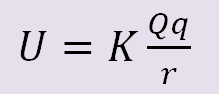 U = K Qq/r